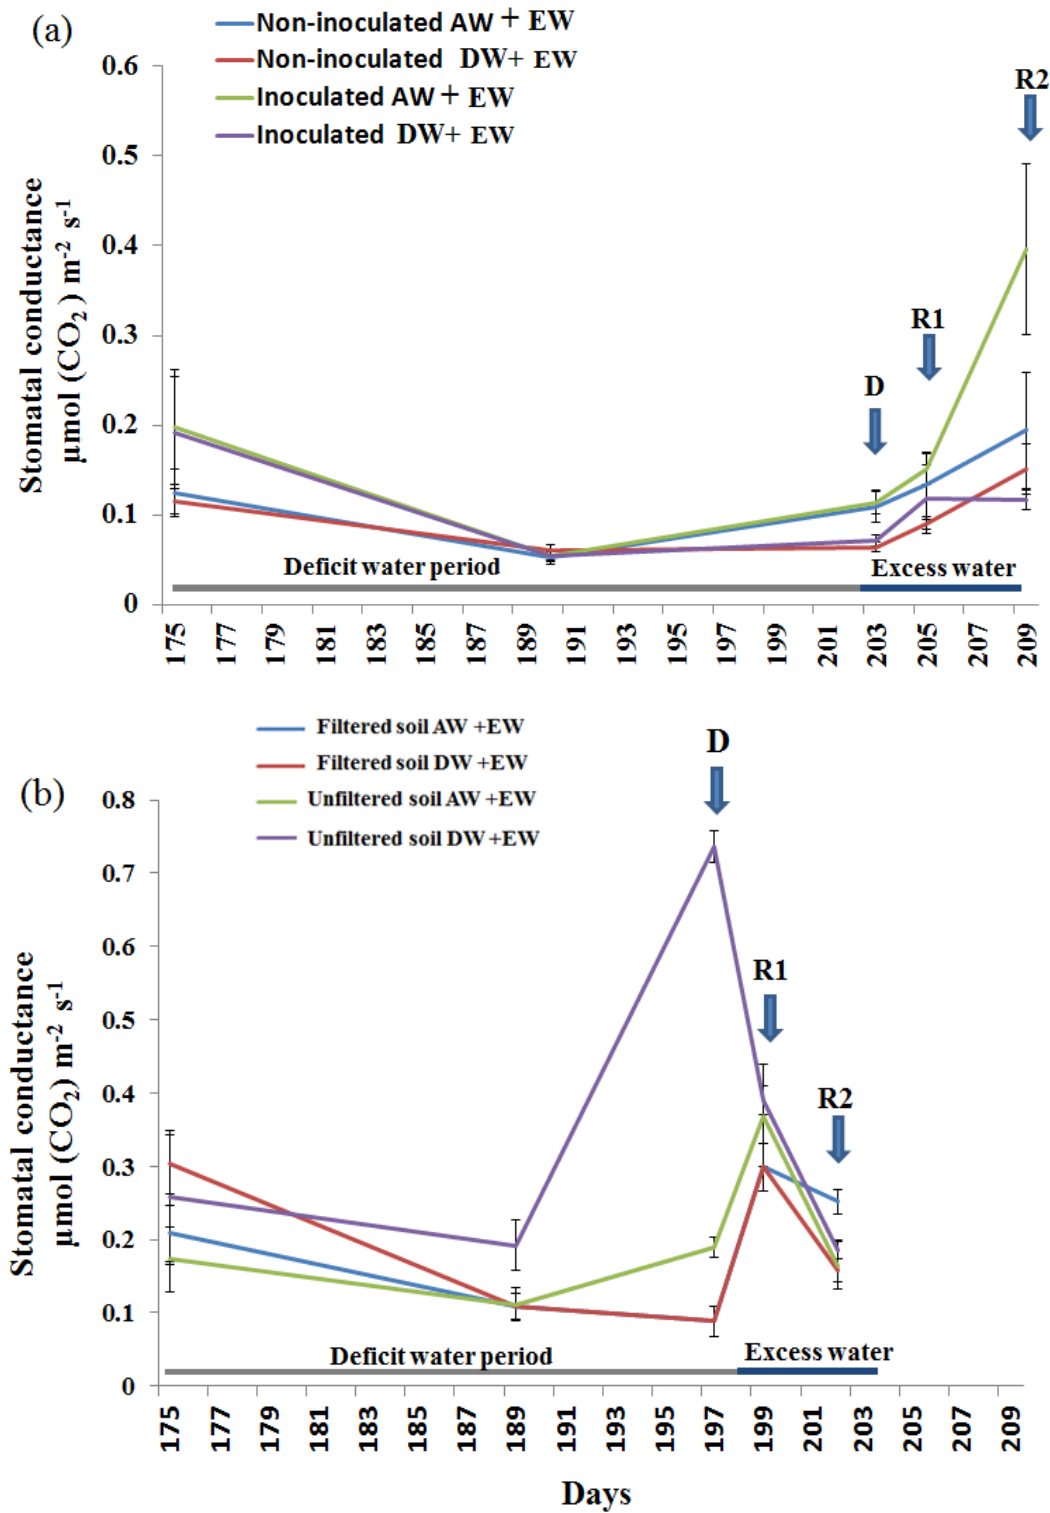 (a)
Non-inoculated AW + EW
Non-inoculated DW+ EW
Inoculated AW + EW
Inoculated DW+ EW
R2
R1
D
Stomatal conductance
µmol (CO₂ ) m⁻² s⁻¹
0.6
0.5
0.4
0.3
0.2
0.1
0
Deficit water period
Excess water
175 177 179 181 183 185 187 189 191 193 195 197 199 201 203 205 207 209
(b)
Filtered soil AW +EW
Filtered soil DW +EW
Unfiltered soil AW +EW
Unfiltered soil DW +EW
D
R1
R2
Stomatal conductance
µmol (CO₂) m⁻² s⁻¹
0.8
0.7
0.6
0.5
0.4
0.3
0.2
0.1
0
Deficit water period
Excess water
175 177 179 181 183 185 187 189 191 193 195 197 199 201 203 205 207 209
Days